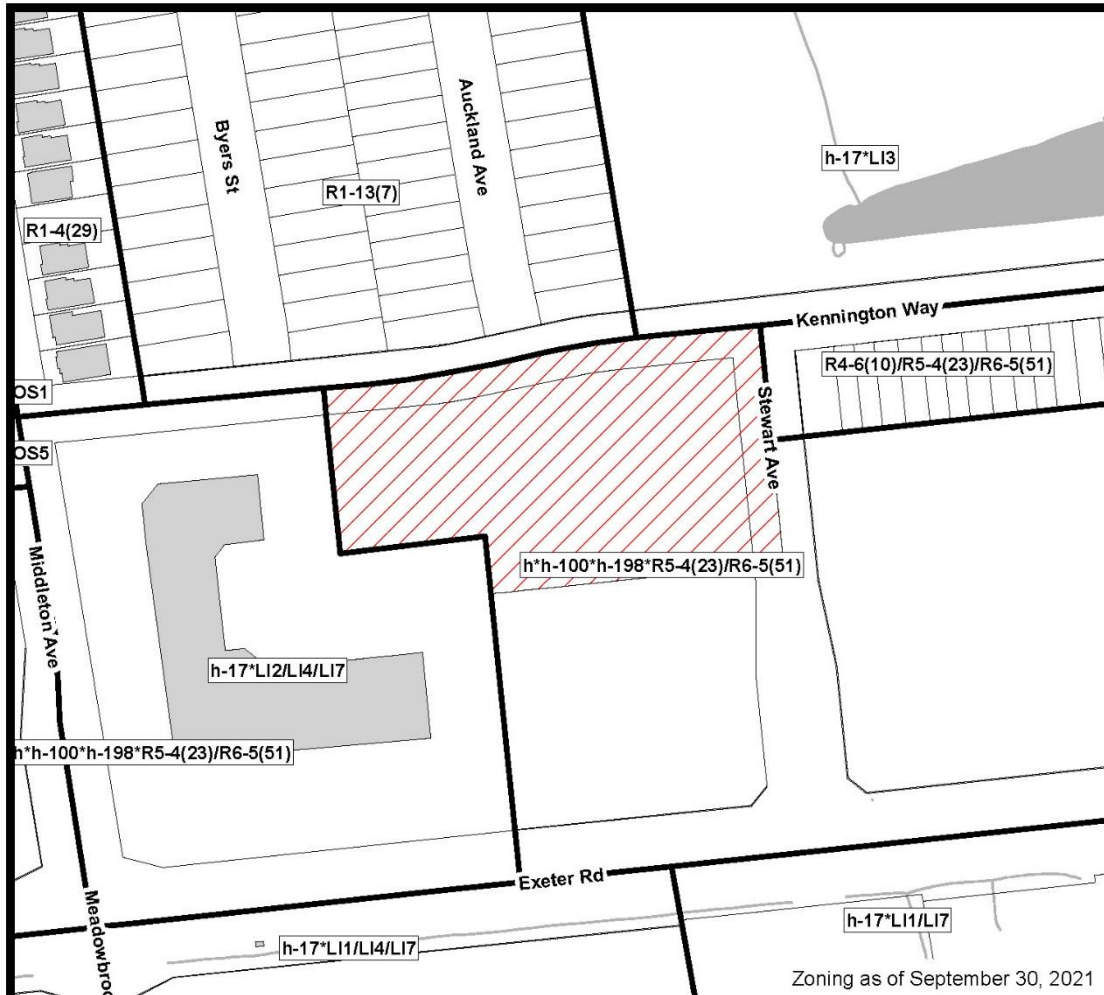 Byers St
Auckland Ave
h-17*LI3
R1-13(7)
R1-4(29)
Kennington Way
R4-6(10)/R5-4(23)/R6-5(51)
OS1
Stewart Ave
OS5
Middleton Ave
h*h-100*h-198*R5-4(23)/R6-5(51)
h-17*LI2/LI4/LI7
h*h-100*h-198*R5-4(23)/R6-5(51)
Exeter Rd
Meadowbroo
h-17*LI1/LI7
h-17*LI1/LI4/LI7
Zoning as of September 30, 2021